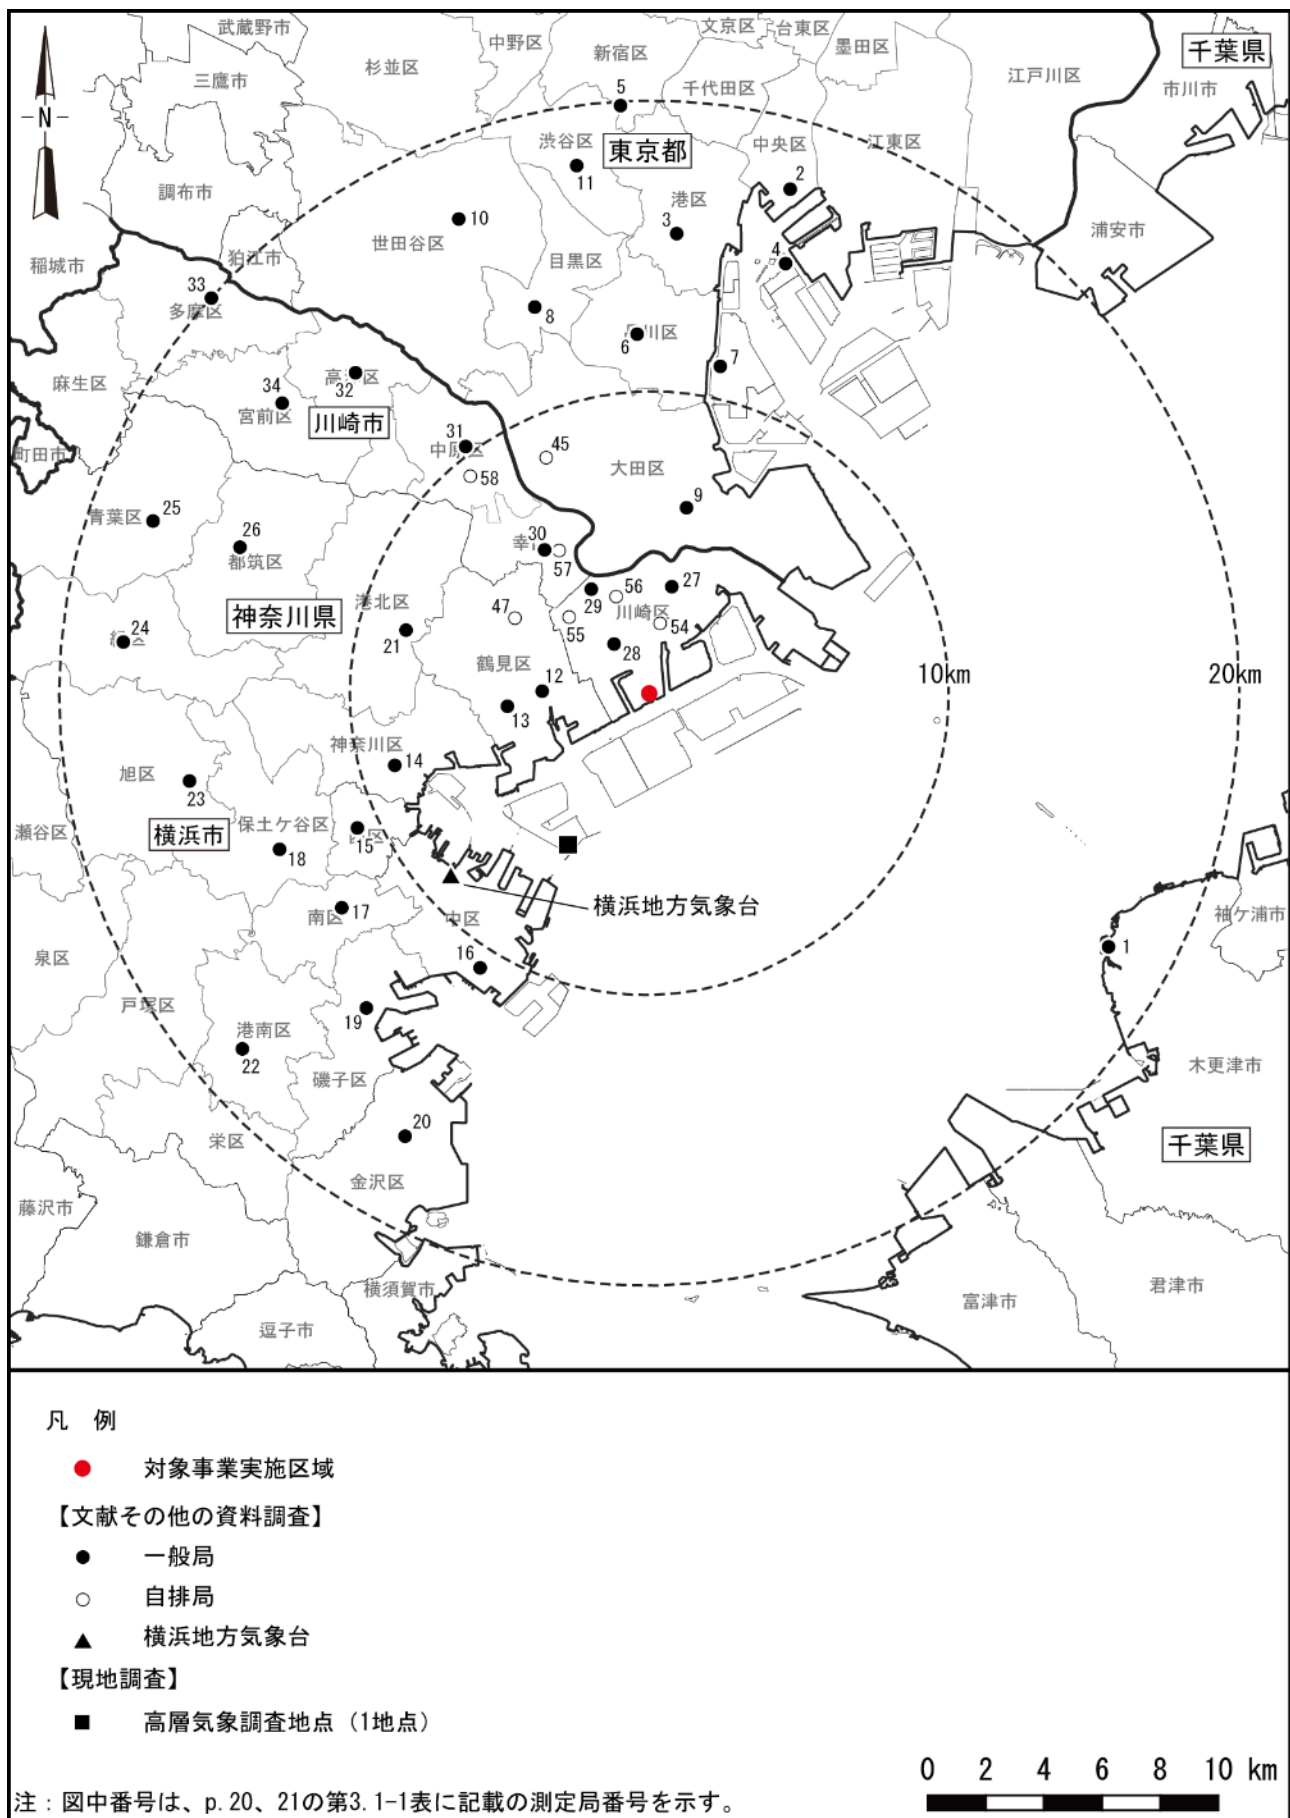 武蔵野市
中野区
文京区
台東区
墨田区
千葉県
三鷹市
杉並区
新宿区
千代田区
江戸川区
市川市
N
5
渋谷区
東京都
中央区
江東区
調布市
11
2
港区
3
10
世田谷区
浦安市
稲城市
狛江市
目黒区
4
33
多摩区
8
6
7
麻生区
高津区
32
34
宮前区
川崎市
31
中原区
45
大田区
町田市
58
9
青葉区
25
26
都筑区
30
57
神奈川県
港北区
47
29
56
27
川崎区
55
54
24
21
28
鶴見区
12
13
10km
20km
神奈川区
14
旭区
23
横浜市
保土ケ谷区
18
15
瀬谷区
横浜地方気象台
南区
17
中区
袖ケ浦市
泉区
16
1
戸塚区
19
港南区
22
磯子区
木更津市
20
栄区
千葉県
金沢区
藤沢市
鎌倉市
横須賀市
君津市
富津市
逗子市
凡 例
対象事業実施区域
【文献その他の資料調査】
一般局
自排局
横浜地方気象台
【現地調査】
高層気象調査地点（1地点）
0 2 4 6 8 10 km
注：図中番号は、p.20、21の第3.1-1表に記載の測定局番号を示す。